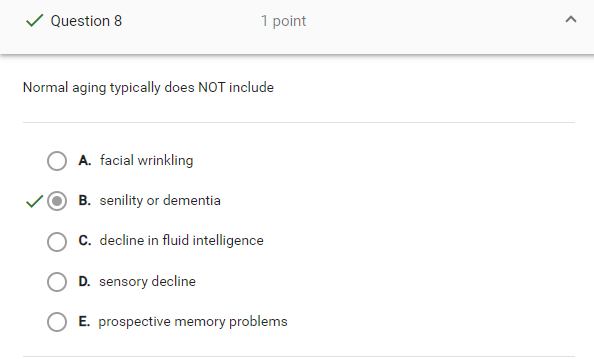 Question 8 1 point
Normal aging typically does NOT include
A. facial wrinkling
B. senility or dementia
C. decline in fluid intelligence
D. sensory decline
E. prospective memory problems